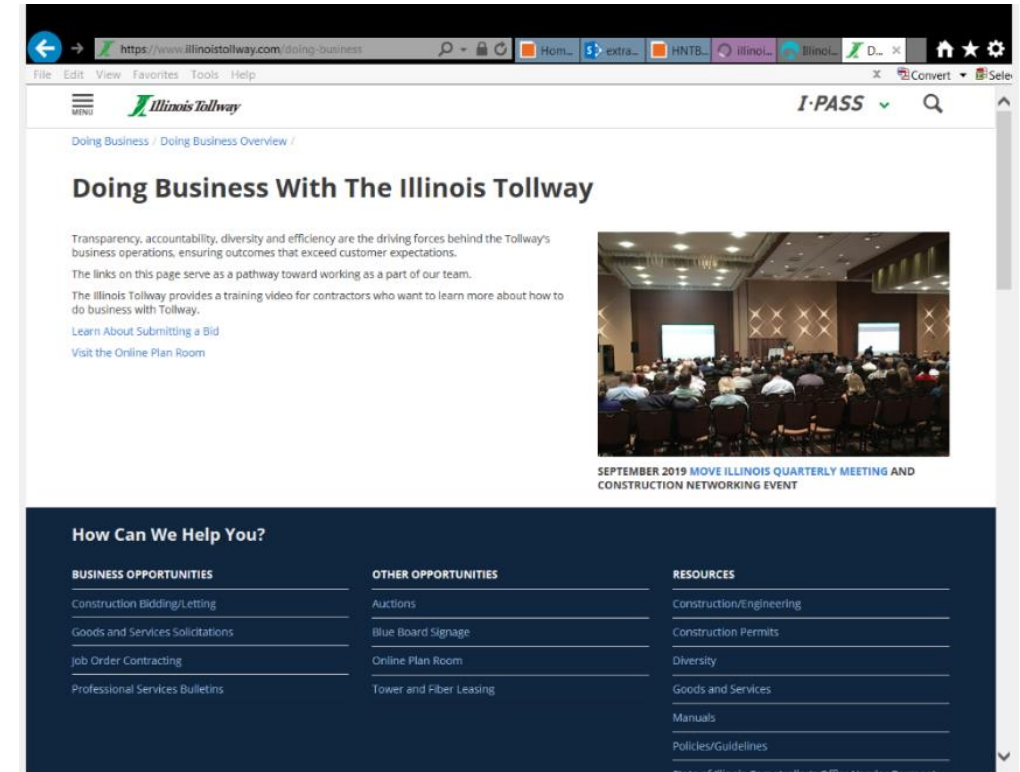 https://www.illinoistollway.com/doing-business
Hom... extra... HNTB... illinoi... Illinoi... D... ×
File Edit View Favorites Tools Help
x Convert Sele
MENU
Illinois Tollway
I·PASS
Doing Business / Doing Business Overview /
Doing Business With The Illinois Tollway
Transparency, accountability, diversity and efficiency are the driving forces behind the Tollway's
business operations, ensuring outcomes that exceed customer expectations.
The links on this page serve as a pathway toward working as a part of our team.
The Illinois Tollway provides a training video for contractors who want to learn more about how to
do business with Tollway.
Learn About Submitting a Bid
Visit the Online Plan Room
SEPTEMBER 2019 MOVE ILLINOIS QUARTERLY MEETING AND
CONSTRUCTION NETWORKING EVENT
How Can We Help You?
BUSINESS OPPORTUNITIES
Construction Bidding/Letting
Goods and Services Solicitations
Job Order Contracting
Professional Services Bulletins
OTHER OPPORTUNITIES
Auctions
Blue Board Signage
Online Plan Room
Tower and Fiber Leasing
RESOURCES
Construction/Engineering
Construction Permits
Diversity
Goods and Services
Manuals
Policies/Guidelines